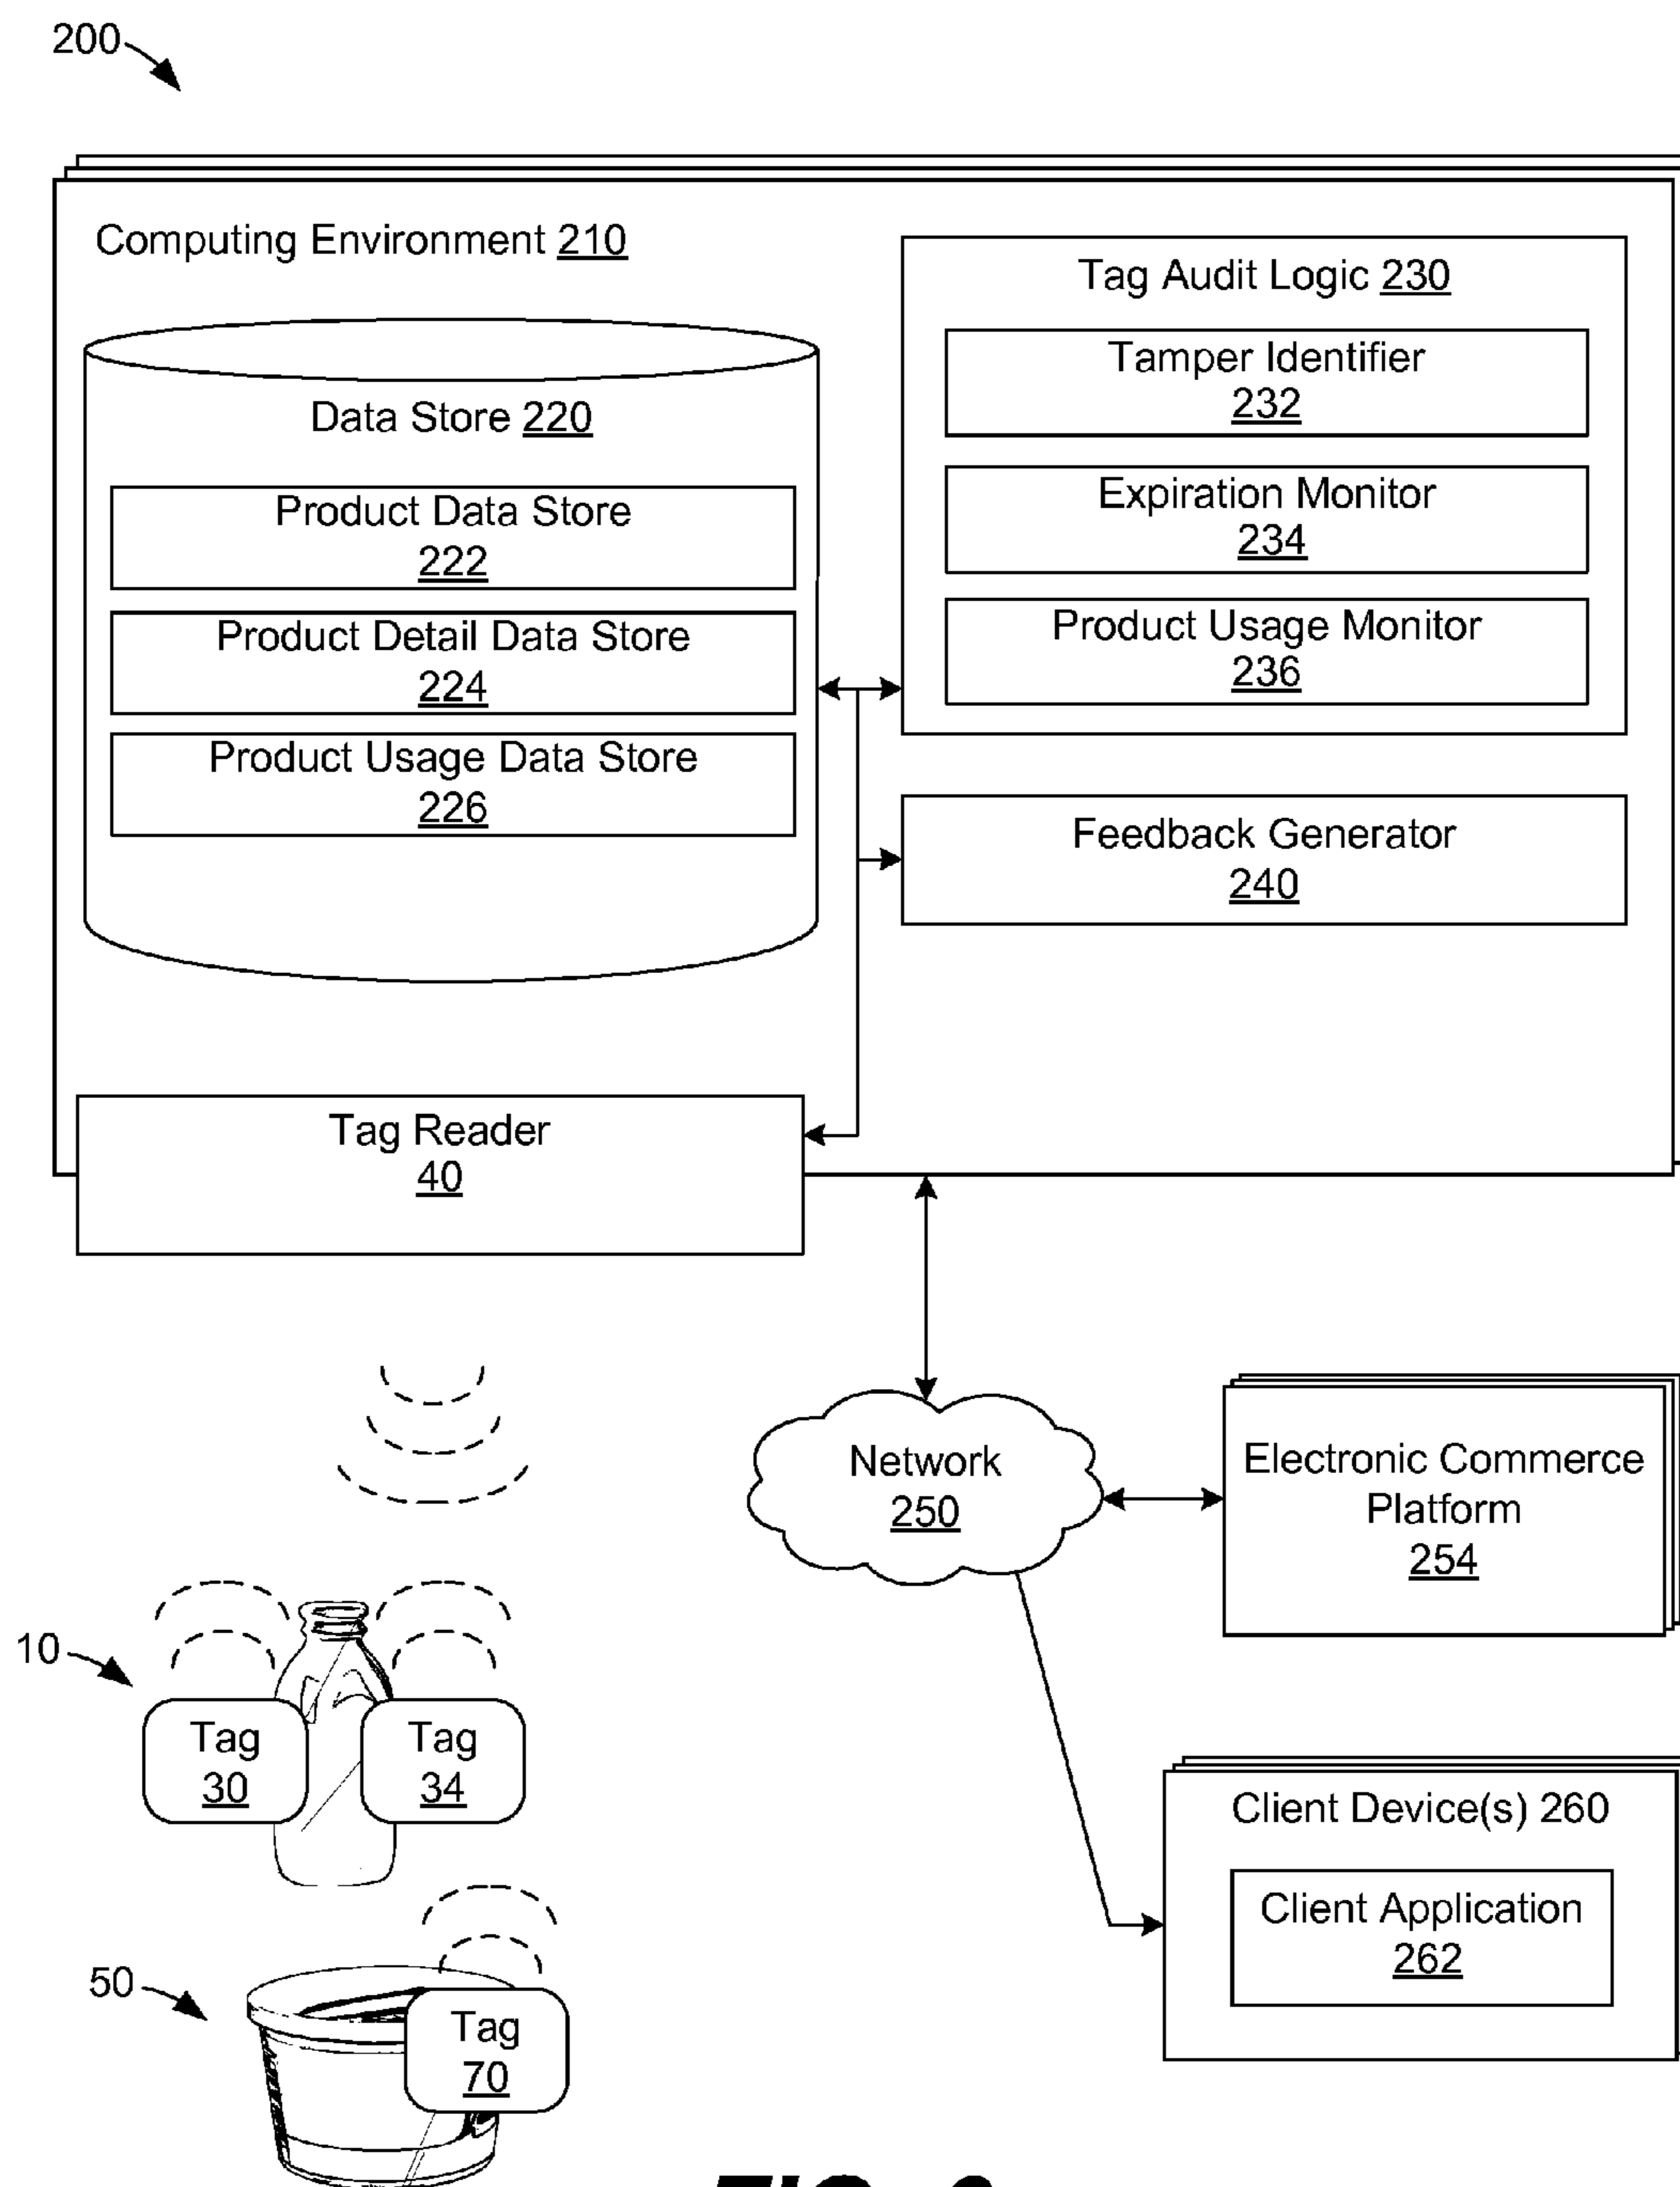 200
Computing Environment 210
Data Store 220
Product Data Store
222
Product Detail Data Store
224
Product Usage Data Store
226
Tag Audit Logic 230
Tamper Identifier
232
Expiration Monitor
234
Product Usage Monitor
236
Feedback Generator
240
Tag Reader
40
Network
250
Electronic Commerce
Platform
254
10
Tag
30
Tag
34
Client Device(s) 260
Client Application
262
50
Tag
70